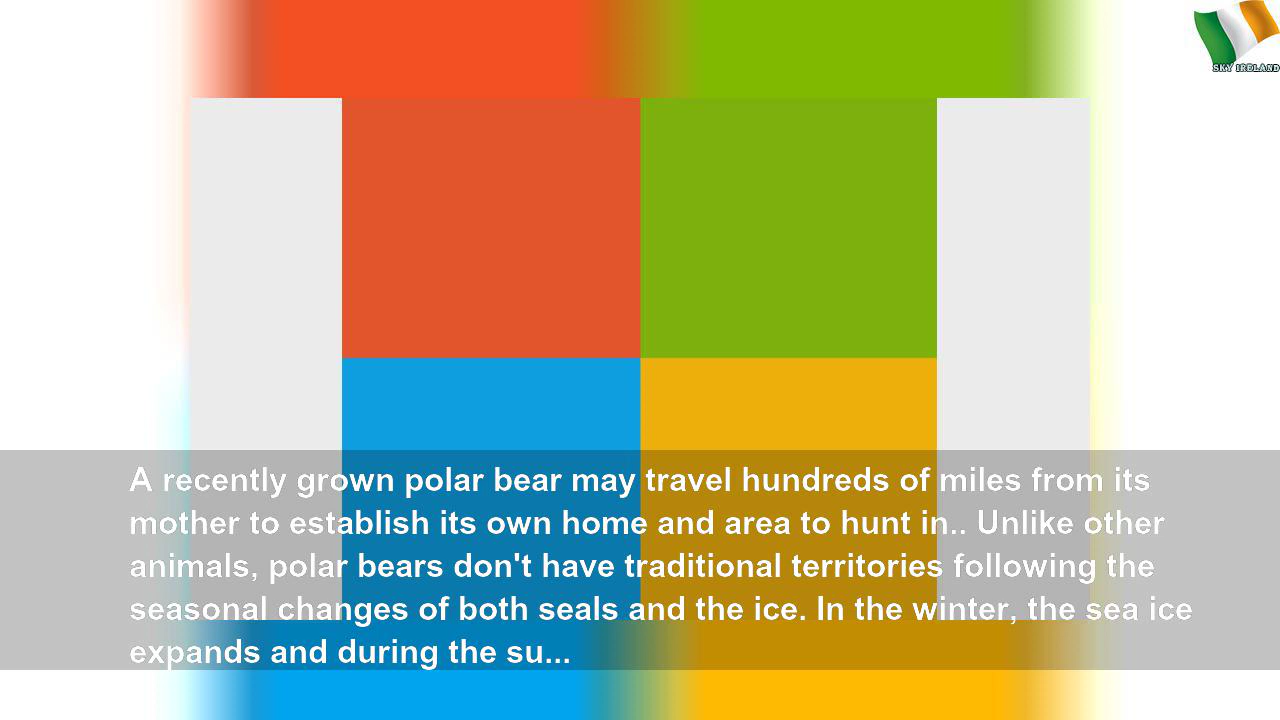 SKY IRELAND
A recently grown polar bear may travel hundreds of miles from its
mother to establish its own home and area to hunt in.. Unlike other
animals, polar bears don't have traditional territories following the
seasonal changes of both seals and the ice. In the winter, the sea ice
expands and during the su...